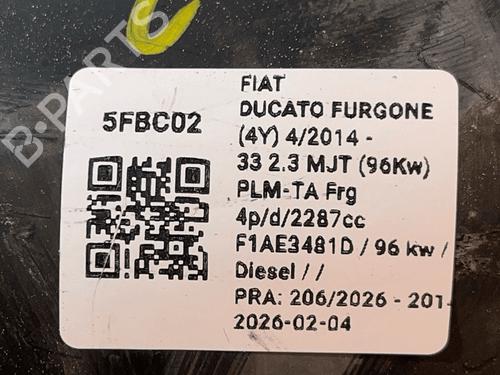 B-PARTS
5FBC02
FIAT
DUCATO FURGONE
(4Y) 4/2014 -
33 2.3 MJT (96Kw)
PLM-TA Frg
4p/d/2287cc
F1AE3481D / 96 kw /
Diesel / /
PRA: 206/2026 - 201
2026-02-04